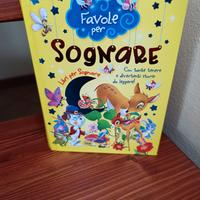 Favole
per
SOGNARE
Libri per Sognare
Con tante tenere
e divertenti storie
da leggere!